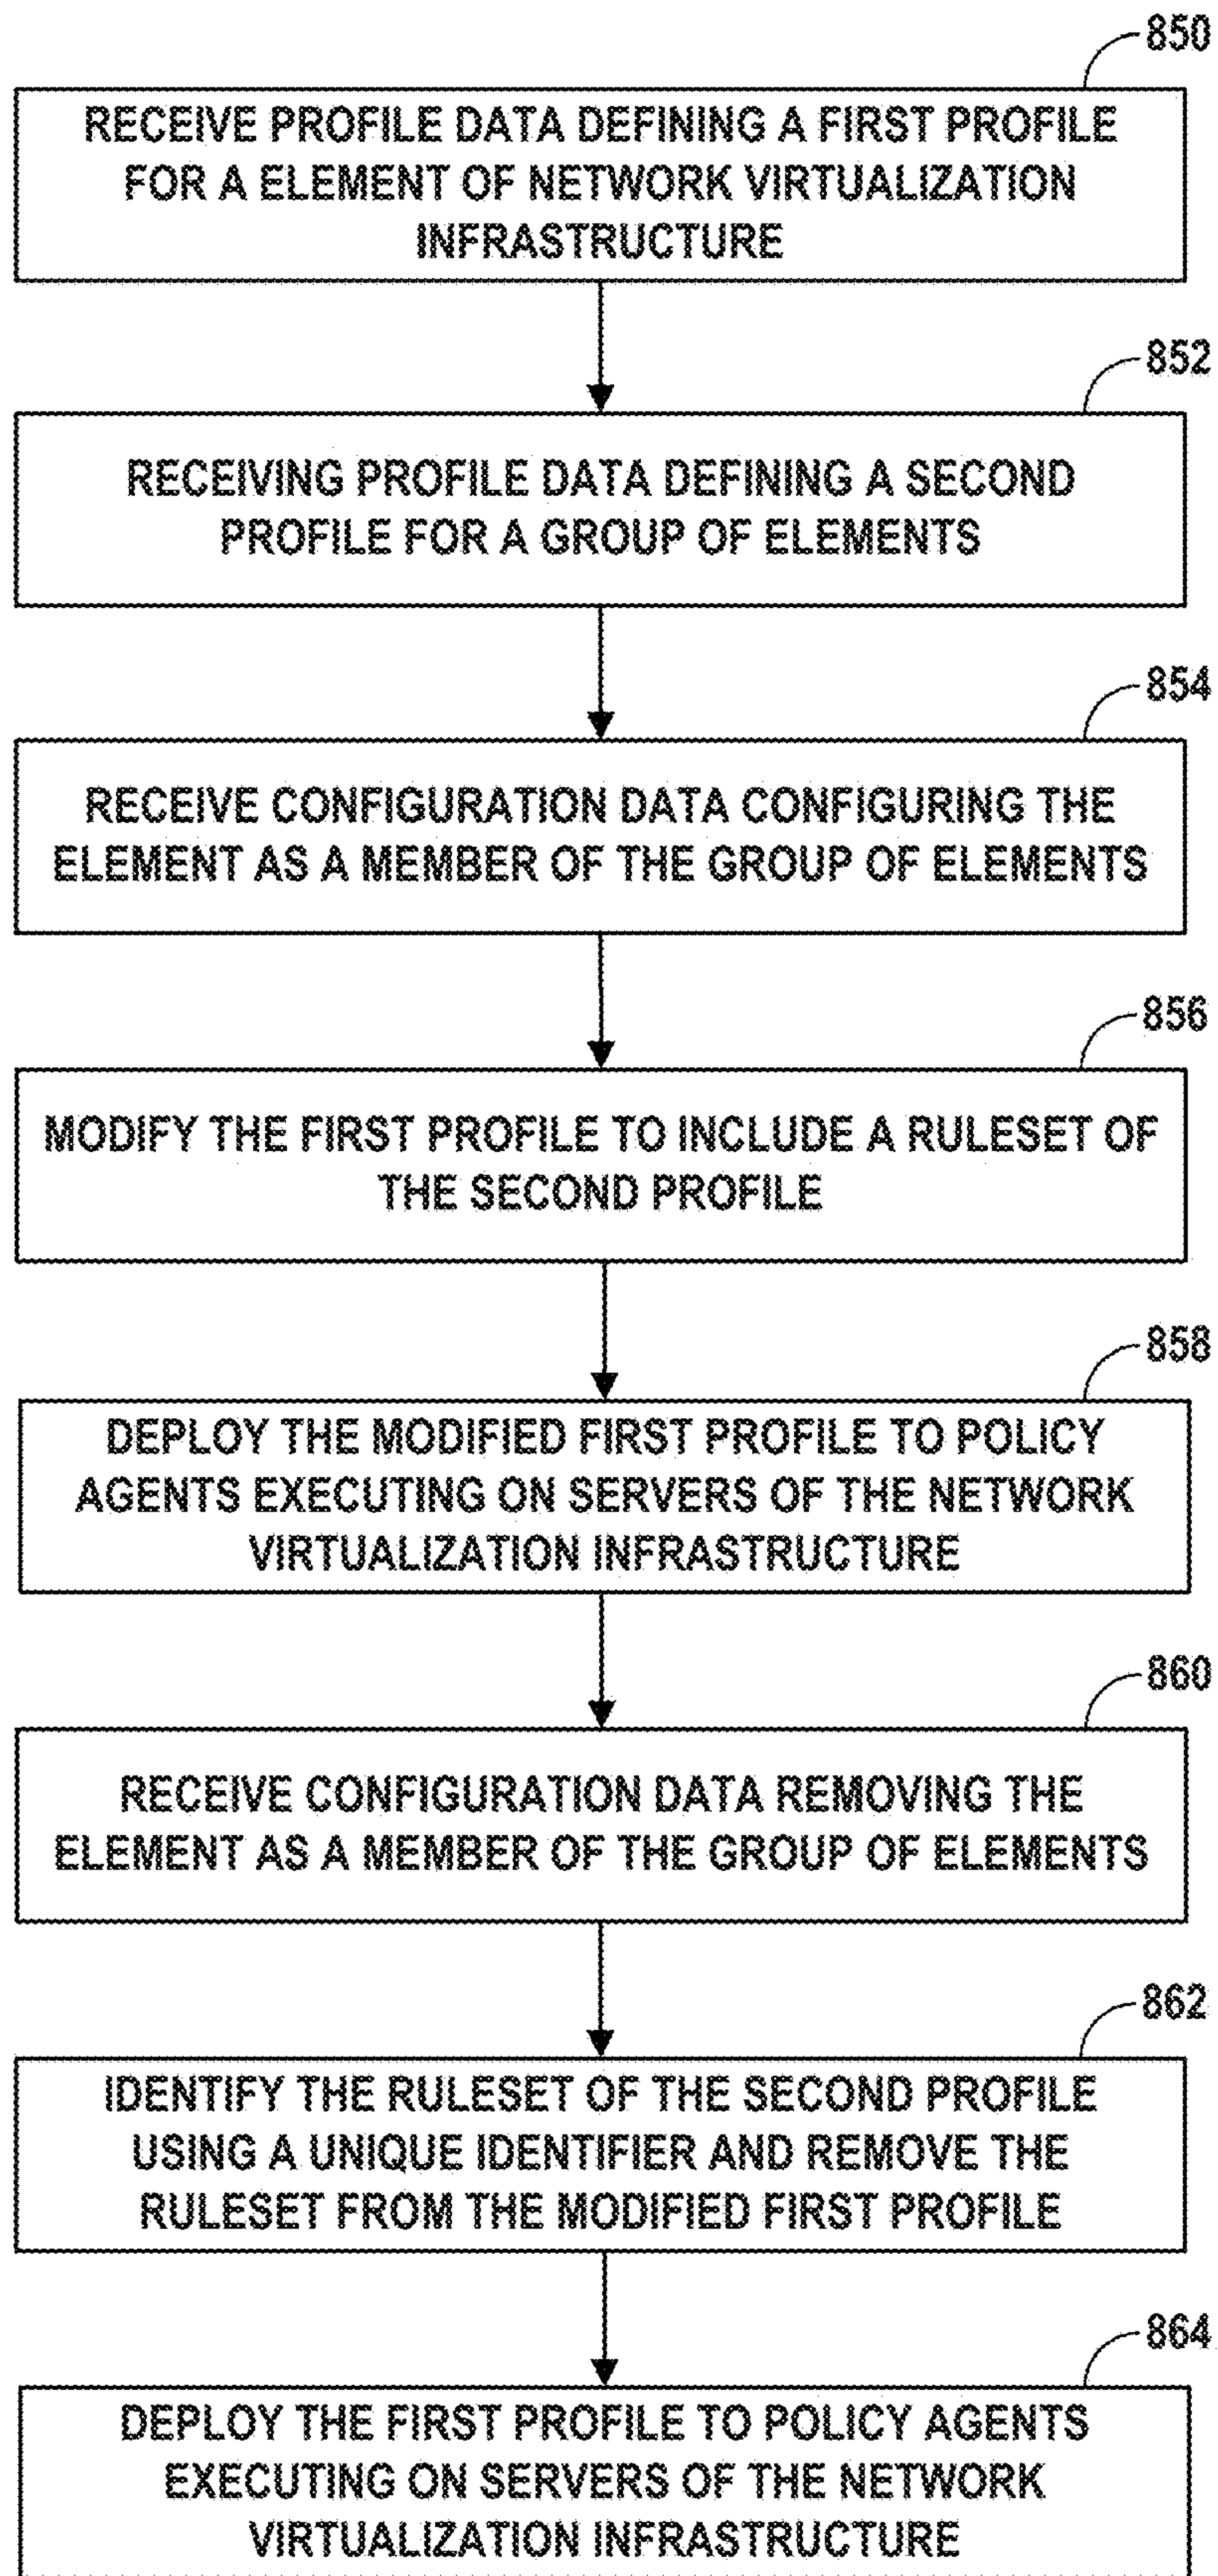 850
RECEIVE PROFILE DATA DEFINING A FIRST PROFILE
FOR A ELEMENT OF NETWORK VIRTUALIZATION
INFRASTRUCTURE
852
RECEIVING PROFILE DATA DEFINING A SECOND
PROFILE FOR A GROUP OF ELEMENTS
854
RECEIVE CONFIGURATION DATA CONFIGURING THE
ELEMENT AS A MEMBER OF THE GROUP OF ELEMENTS
856
MODIFY THE FIRST PROFILE TO INCLUDE A RULESET OF
THE SECOND PROFILE
858
DEPLOY THE MODIFIED FIRST PROFILE TO POLICY
AGENTS EXECUTING ON SERVERS OF THE NETWORK
VIRTUALIZATION INFRASTRUCTURE
860
RECEIVE CONFIGURATION DATA REMOVING THE
ELEMENT AS A MEMBER OF THE GROUP OF ELEMENTS
862
IDENTIFY THE RULESET OF THE SECOND PROFILE
USING A UNIQUE IDENTIFIER AND REMOVE THE
RULESET FROM THE MODIFIED FIRST PROFILE
864
DEPLOY THE FIRST PROFILE TO POLICY AGENTS
EXECUTING ON SERVERS OF THE NETWORK
VIRTUALIZATION INFRASTRUCTURE